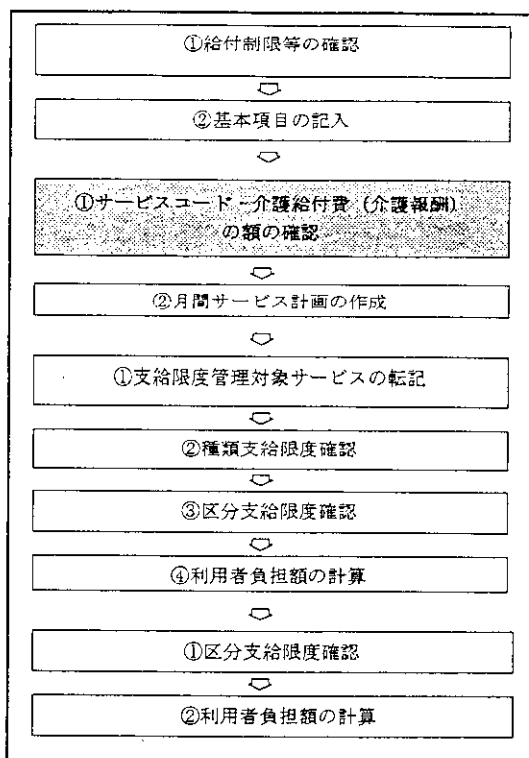 ①給付制限等の確認
②基本項目の記入
①サービスコード・介護給付費（介護報酬）
の額の確認
②月間サービス計画の作成
①支給限度管理対象サービスの転記
②種類支給限度確認
③区分支給限度確認
④利用者負担額の計算
①区分支給限度確認
②利用者負担額の計算